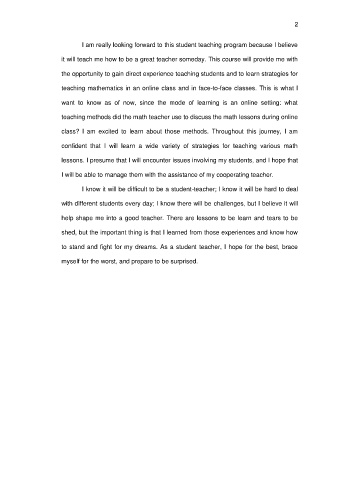 2
I am really looking forward to this student teaching program because I believe
it will teach me how to be a great teacher someday. This course will provide me with
the opportunity to gain direct experience teaching students and to learn strategies for
teaching mathematics in an online class and in face-to-face classes. This is what I
want to know as of now, since the mode of learning is an online setting: what
teaching methods did the math teacher use to discuss the math lessons during online
class? I am excited to learn about those methods. Throughout this journey, I am
confident that I will learn a wide variety of strategies for teaching various math
lessons. I presume that I will encounter issues involving my students, and I hope that
I will be able to manage them with the assistance of my cooperating teacher.
I know it will be difficult to be a student-teacher; I know it will be hard to deal
with different students every day; I know there will be challenges, but I believe it will
help shape me into a good teacher. There are lessons to be learn and tears to be
shed, but the important thing is that I learned from those experiences and know how
to stand and fight for my dreams. As a student teacher, I hope for the best, brace
myself for the worst, and prepare to be surprised.